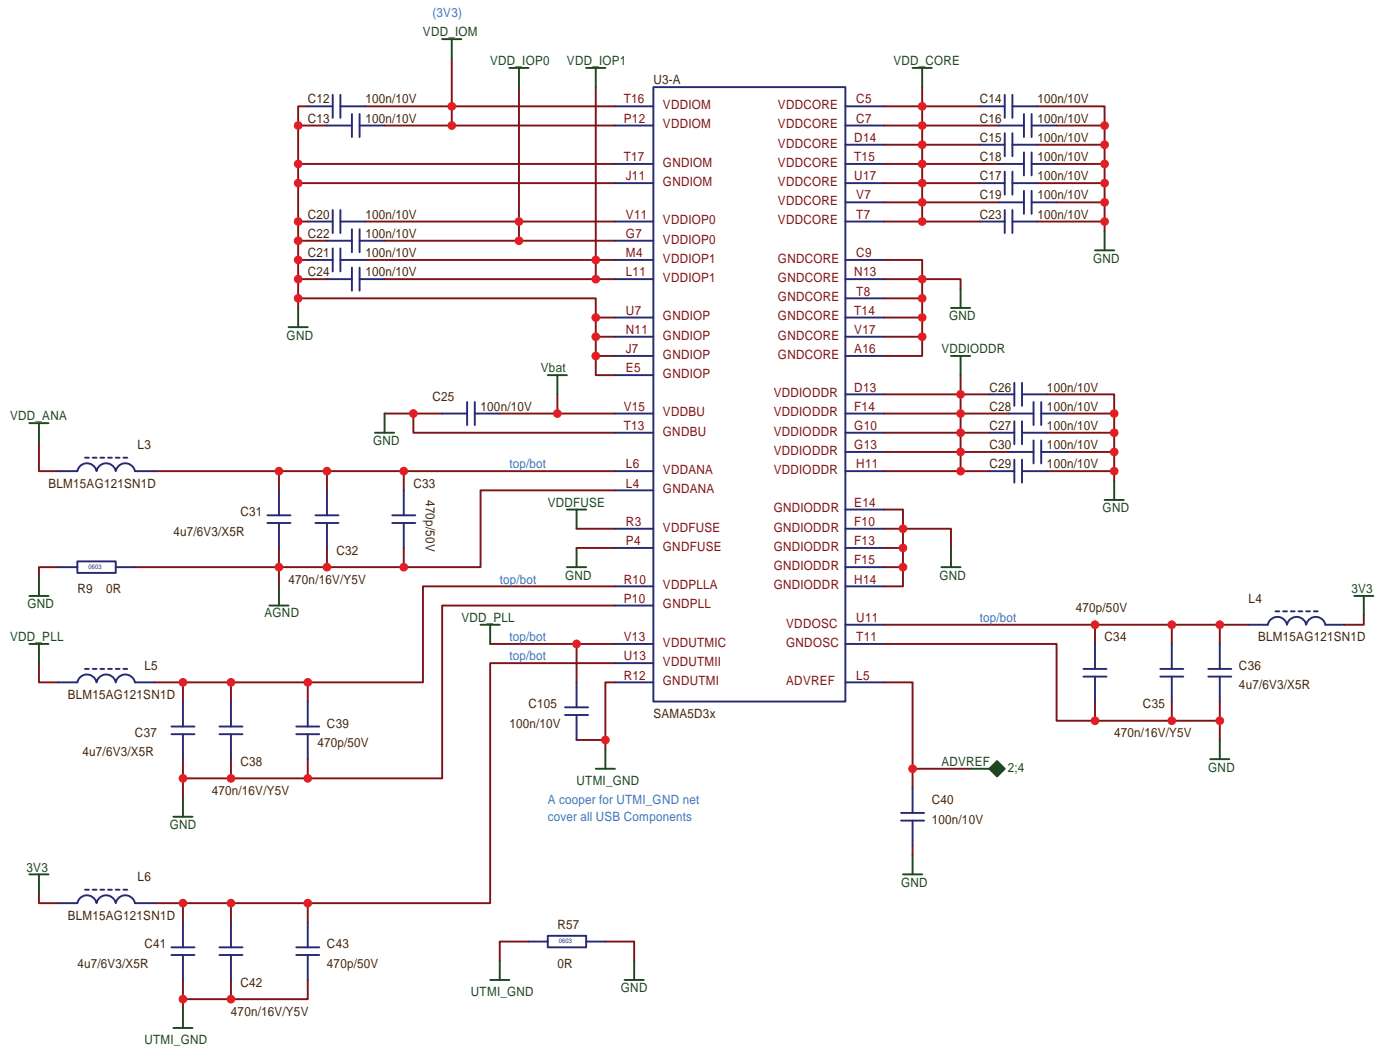 (3V3)
VDD_IOM
VDD_IOP0
VDD_IOP1
VDD_CORE
U3-A
C12 100n/10V T16 VDDIOM VDDCORE C5 C14 100n/10V
C13 100n/10V P12 VDDIOM VDDCORE C7 C16 100n/10V
VDDCORE D14 C15 100n/10V
T17 GNDIOM VDDCORE T15 C18 100n/10V
J11 GNDIOM VDDCORE U17 C17 100n/10V
VDDCORE V7 C19 100n/10V
C20 100n/10V V11 VDDIOP0 VDDCORE T7 C23 100n/10V
C22 100n/10V G7 VDDIOP0
C21 100n/10V M4 VDDIOP1 GNDCORE C9 GND
C24 100n/10V L11 VDDIOP1 GNDCORE N13
GNDCORE T8
U7 GNDIOP GNDCORE T14 GND
GND N11 GNDIOP GNDCORE V17
J7 GNDIOP GNDCORE A16 VDDIODDR
E5 GNDIOP
Vbat
VDDIODDR D13 C26 100n/10V
C25 100n/10V V15 VDDBU VDDIODDR F14 C28 100n/10V
GND T13 GNDBU VDDIODDR G10 C27 100n/10V
VDDIODDR G13 C30 100n/10V
VDD_ANA
L3
BLM15AG121SN1D
top/bot L6 VDDANA VDDIODDR H11 C29 100n/10V
C33 470p/50V L4 GNDANA
GND
VDDFUSE
GNDIODDR E14
C31 4u7/6V3/X5R R3 VDDFUSE GNDIODDR F10
C32 470n/16V/Y5V P4 GNDFUSE GNDIODDR F13
GND GNDIODDR F15 GND
0603
R9 0R
GND
AGND
top/bot R10 VDDPLLA GNDIODDR H14
P10 GNDPLL
VDD_PLL
VDD_PLL
VDDOSC U11 top/bot 470p/50V C34 L4 3V3
BLM15AG121SN1D
top/bot V13 VDDUTMIC GNDOSC T11
top/bot U13 VDDUTMII
R12 GNDUTMI ADVREF L5
L5
BLM15AG121SN1D
C36
4u7/6V3/X5R
C35
470n/16V/Y5V
GND
C105
100n/10V
SAMA5D3x
C37
4u7/6V3/X5R
C38
470n/16V/Y5V
C39
470p/50V
GND
UTMI_GND
A cooper for UTMI_GND net
cover all USB Components
ADVREF 2;4
C40
100n/10V
GND
3V3
L6
BLM15AG121SN1D
C41
4u7/6V3/X5R
C42
470n/16V/Y5V
C43
470p/50V
UTMI_GND
R57
0603
0R
UTMI_GND
GND